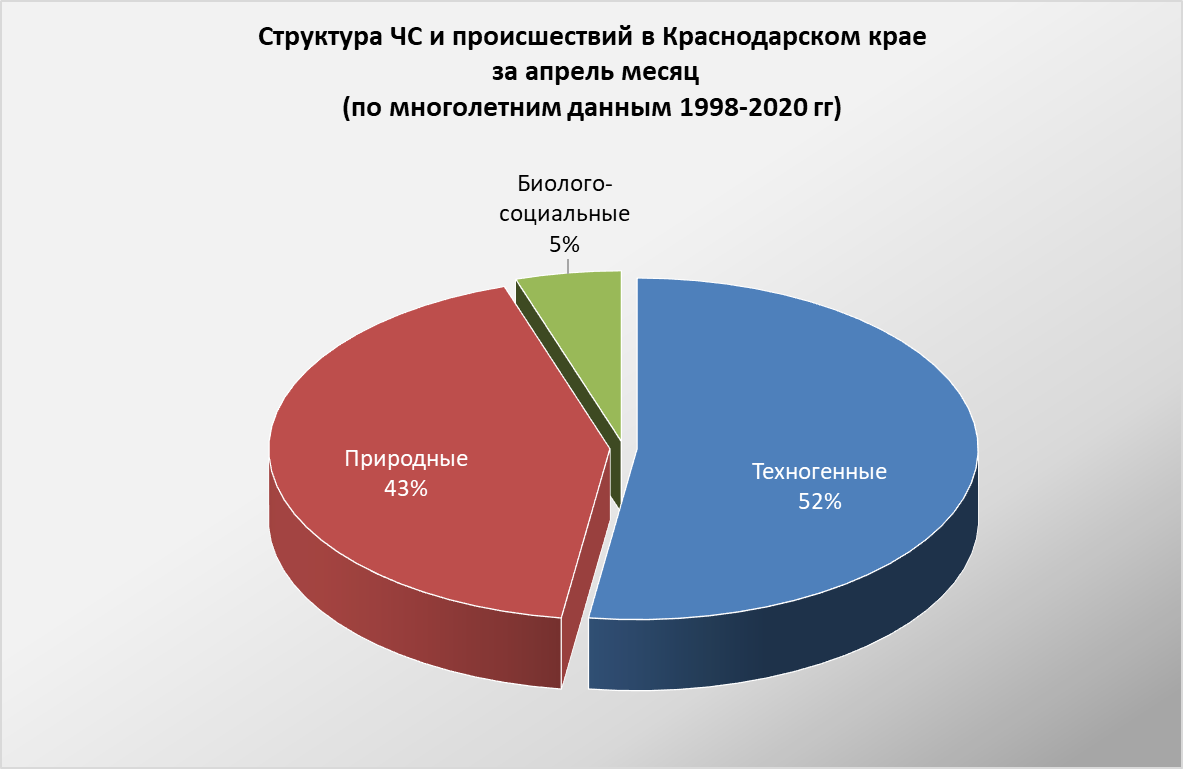 Структура ЧС и происшествий в Краснодарском крае
за апрель месяц
(по многолетним данным 1998-2020 гг)
Биолого-
социальные
5%
Природные
43%
Техногенные
52%